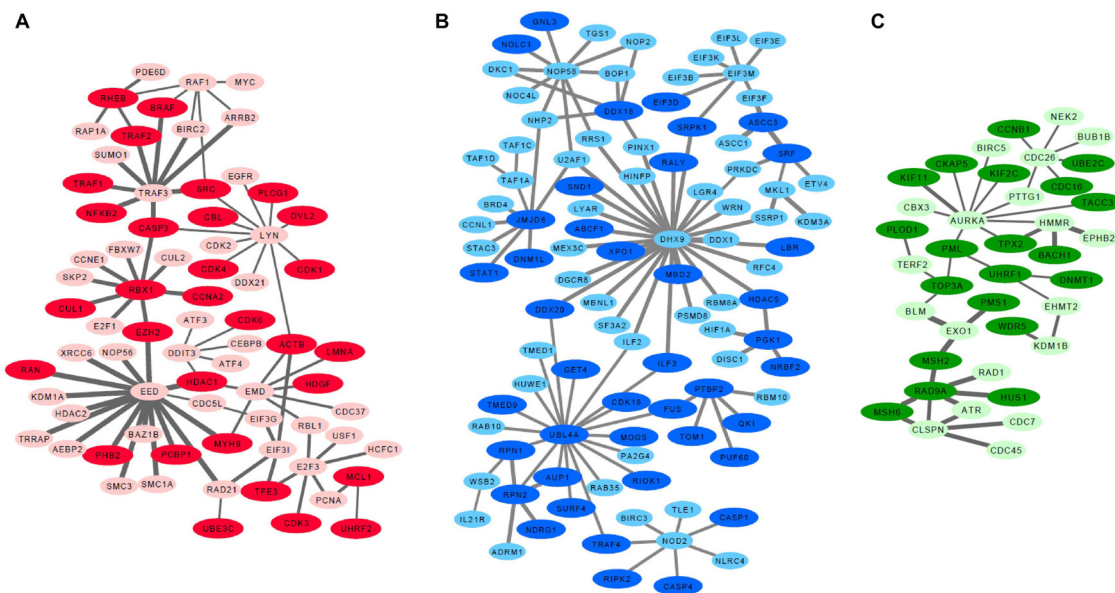 A
PDE6D
RAF1
MYC
RHEB
BRAF
ARRB2
RAP1A
TRAF2
BIRC2
SUMO1
EGFR
TRAF1
TRAF3
SRC
PLCG1
NFKB2
CBL
DVL2
CASP3
LYN
FBXW7
CDK2
CCNE1
CUL2
SKP2
CDK4
CDK1
DDX21
RBX1
CCNA2
CUL1
E2F1
ATF3
CDK6
EZH2
XRCC6
NOP56
CEBPB
ACTB
DDIT3
LMNA
RAN
ATF4
HDAC1
EED
EMD
HDGF
KDM1A
CDC5L
HDAC2
EIF3G
CDC37
TRRAP
BAZ1B
MYH9
RBL1
USF1
AEBP2
EIF3I
HCFC1
PHB2
PCBP1
E2F3
SMC3
SMC1A
RAD21
TFE3
MCL1
PCNA
UBE3C
CDK3
UHRF2
B
GNL3
TGS1
NOLC1
NOP2
EIF3L
EIF3E
DKC1
EIF3K
NOP58
BOP1
EIF3B
EIF3M
NOC4L
EIF3D
EIF3F
DDX18
NHP2
SRPK1
ASCC3
RRS1
ASCC1
TAF1C
PINX1
TAF1D
U2AF1
RALY
SRF
TAF1A
HINFP
PRKDC
SND1
LGR4
MKL1
ETV4
BRD4
LYAR
WRN
CCNL1
JMJD6
SSRP1
KDM3A
ABCF1
DHX9
DDX1
STAC3
MEX3C
XPO1
LBR
STAT1
DNM1L
RFC4
DGCR8
MBD2
MBNL1
RBM8A
HDAC5
DDX20
PSMD8
SF3A2
HIF1A
ILF2
PGK1
TMED1
DISC1
GET4
ILF3
NRBF2
HUWE1
PTBP2
TMED9
CDK18
RBM10
FUS
RAB10
UBL4A
MOGS
TOM1
QKI
RPN1
PA2G4
PUF60
WSB2
AUP1
RAB35
RIOK1
RPN2
IL21R
SURF4
BIRC3
TLE1
CASP1
NDRG1
ADRM1
TRAF4
NOD2
NLRC4
RIPK2
CASP4
C
NEK2
CCNB1
BUB1B
BIRC5
CDC26
CKAP5
UBE2C
KIF11
KIF2C
CDC16
PTTG1
TACC3
CBX3
AURKA
HMMR
PLOD1
EPHB2
PML
TPX2
BACH1
TERF2
UHRF1
TOP3A
DNMT1
PMS1
EHMT2
BLM
EXO1
WDR5
KDM1B
MSH2
RAD1
RAD9A
HUS1
MSH6
ATR
CLSPN
CDC7
CDC45